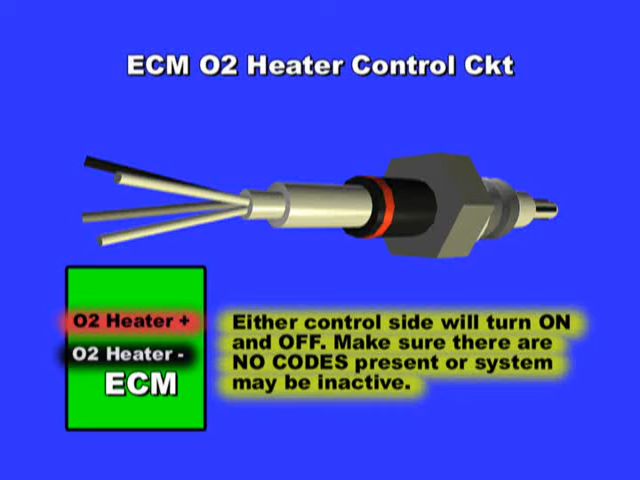 ECM O2 Heater Control Ckt
O2 Heater +
O2 Heater -
ECM
Either control side will turn ON
and OFF. Make sure there are
NO CODES present or system
may be inactive.